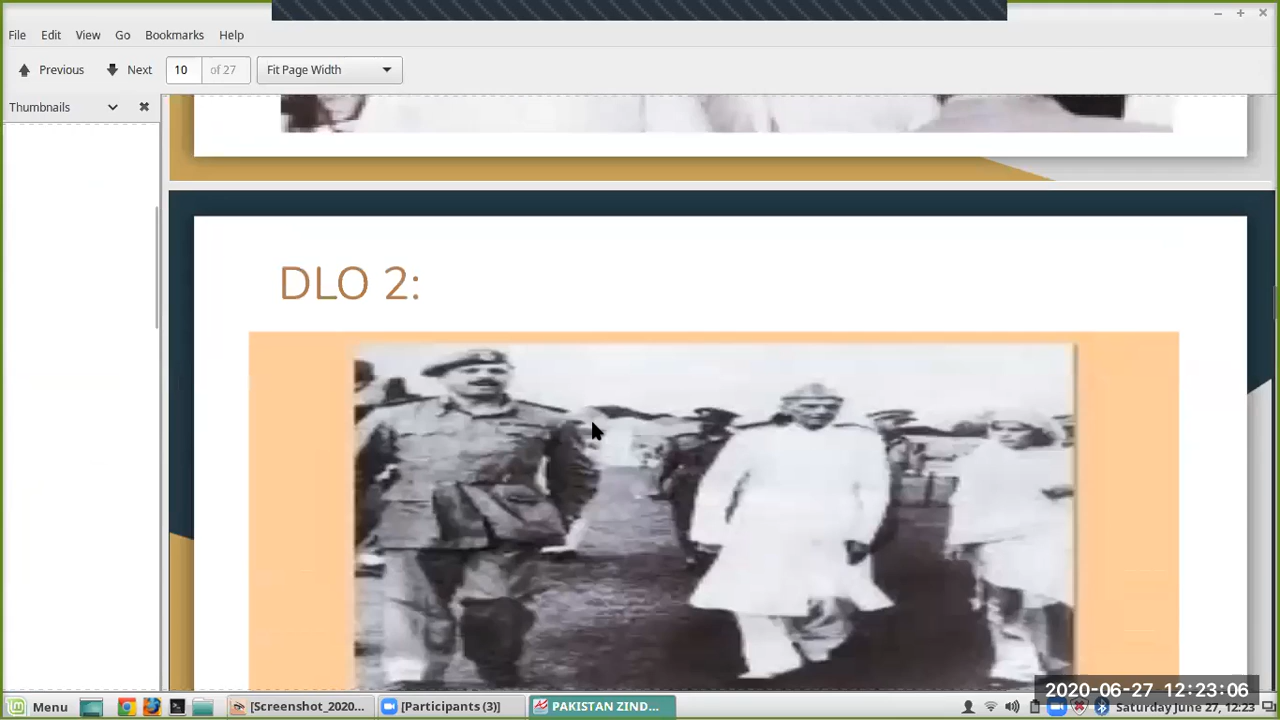 File Edit View Go Bookmarks Help
Previous Next 10 of 27 Fit Page Width
Thumbnails
DLO 2:
2020-06-27 12:23:06
Menu [Screenshot_2020... [Participants (3)] PAKISTAN ZIND... Saturday June 27, 12:23